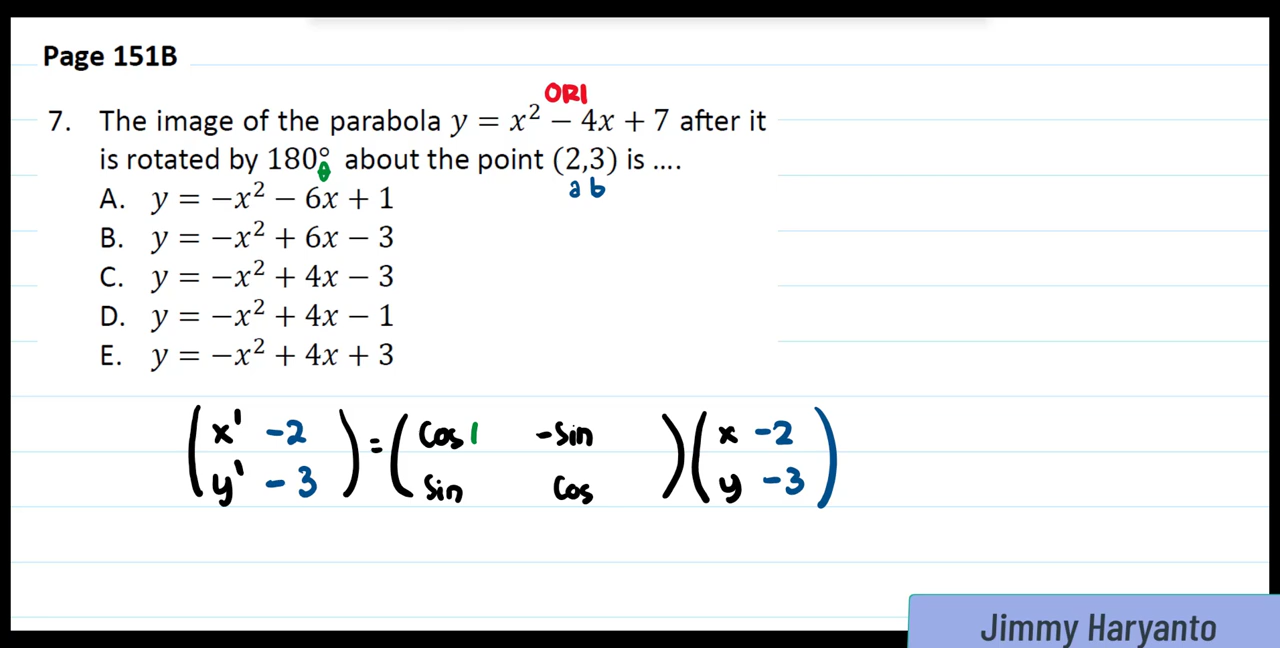 Page 151B
ORI
7. The image of the parabola y = x² − 4x + 7 after it
is rotated by 180° about the point (2,3) is ....
θ a b
A. y = −x² − 6x + 1
B. y = −x² + 6x − 3
C. y = −x² + 4x − 3
D. y = −x² + 4x − 1
E. y = −x² + 4x + 3
(x' -2) = (cos 1 -sin) (x -2)
(y' -3) (sin cos) (y -3)
Jimmy Haryanto